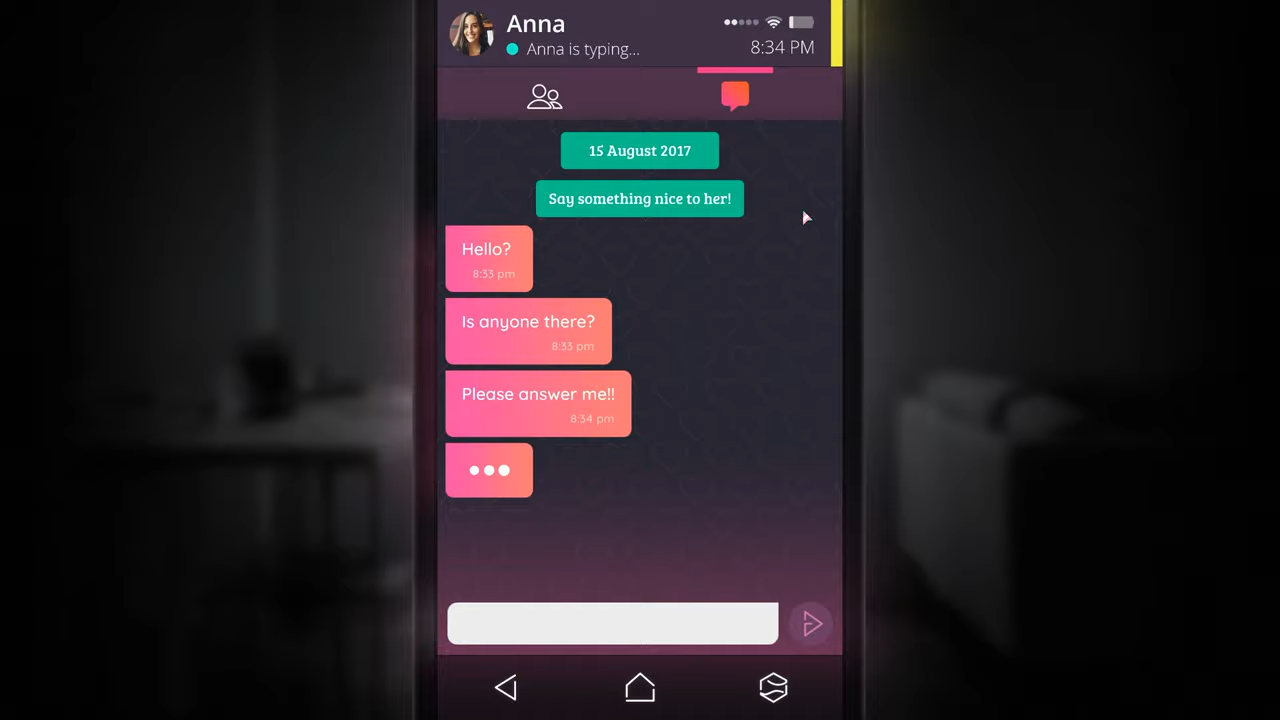 Anna
Anna is typing...
8:34 PM
15 August 2017
Say something nice to her!
Hello?
8:33 pm
Is anyone there?
8:33 pm
Please answer me!!
8:34 pm